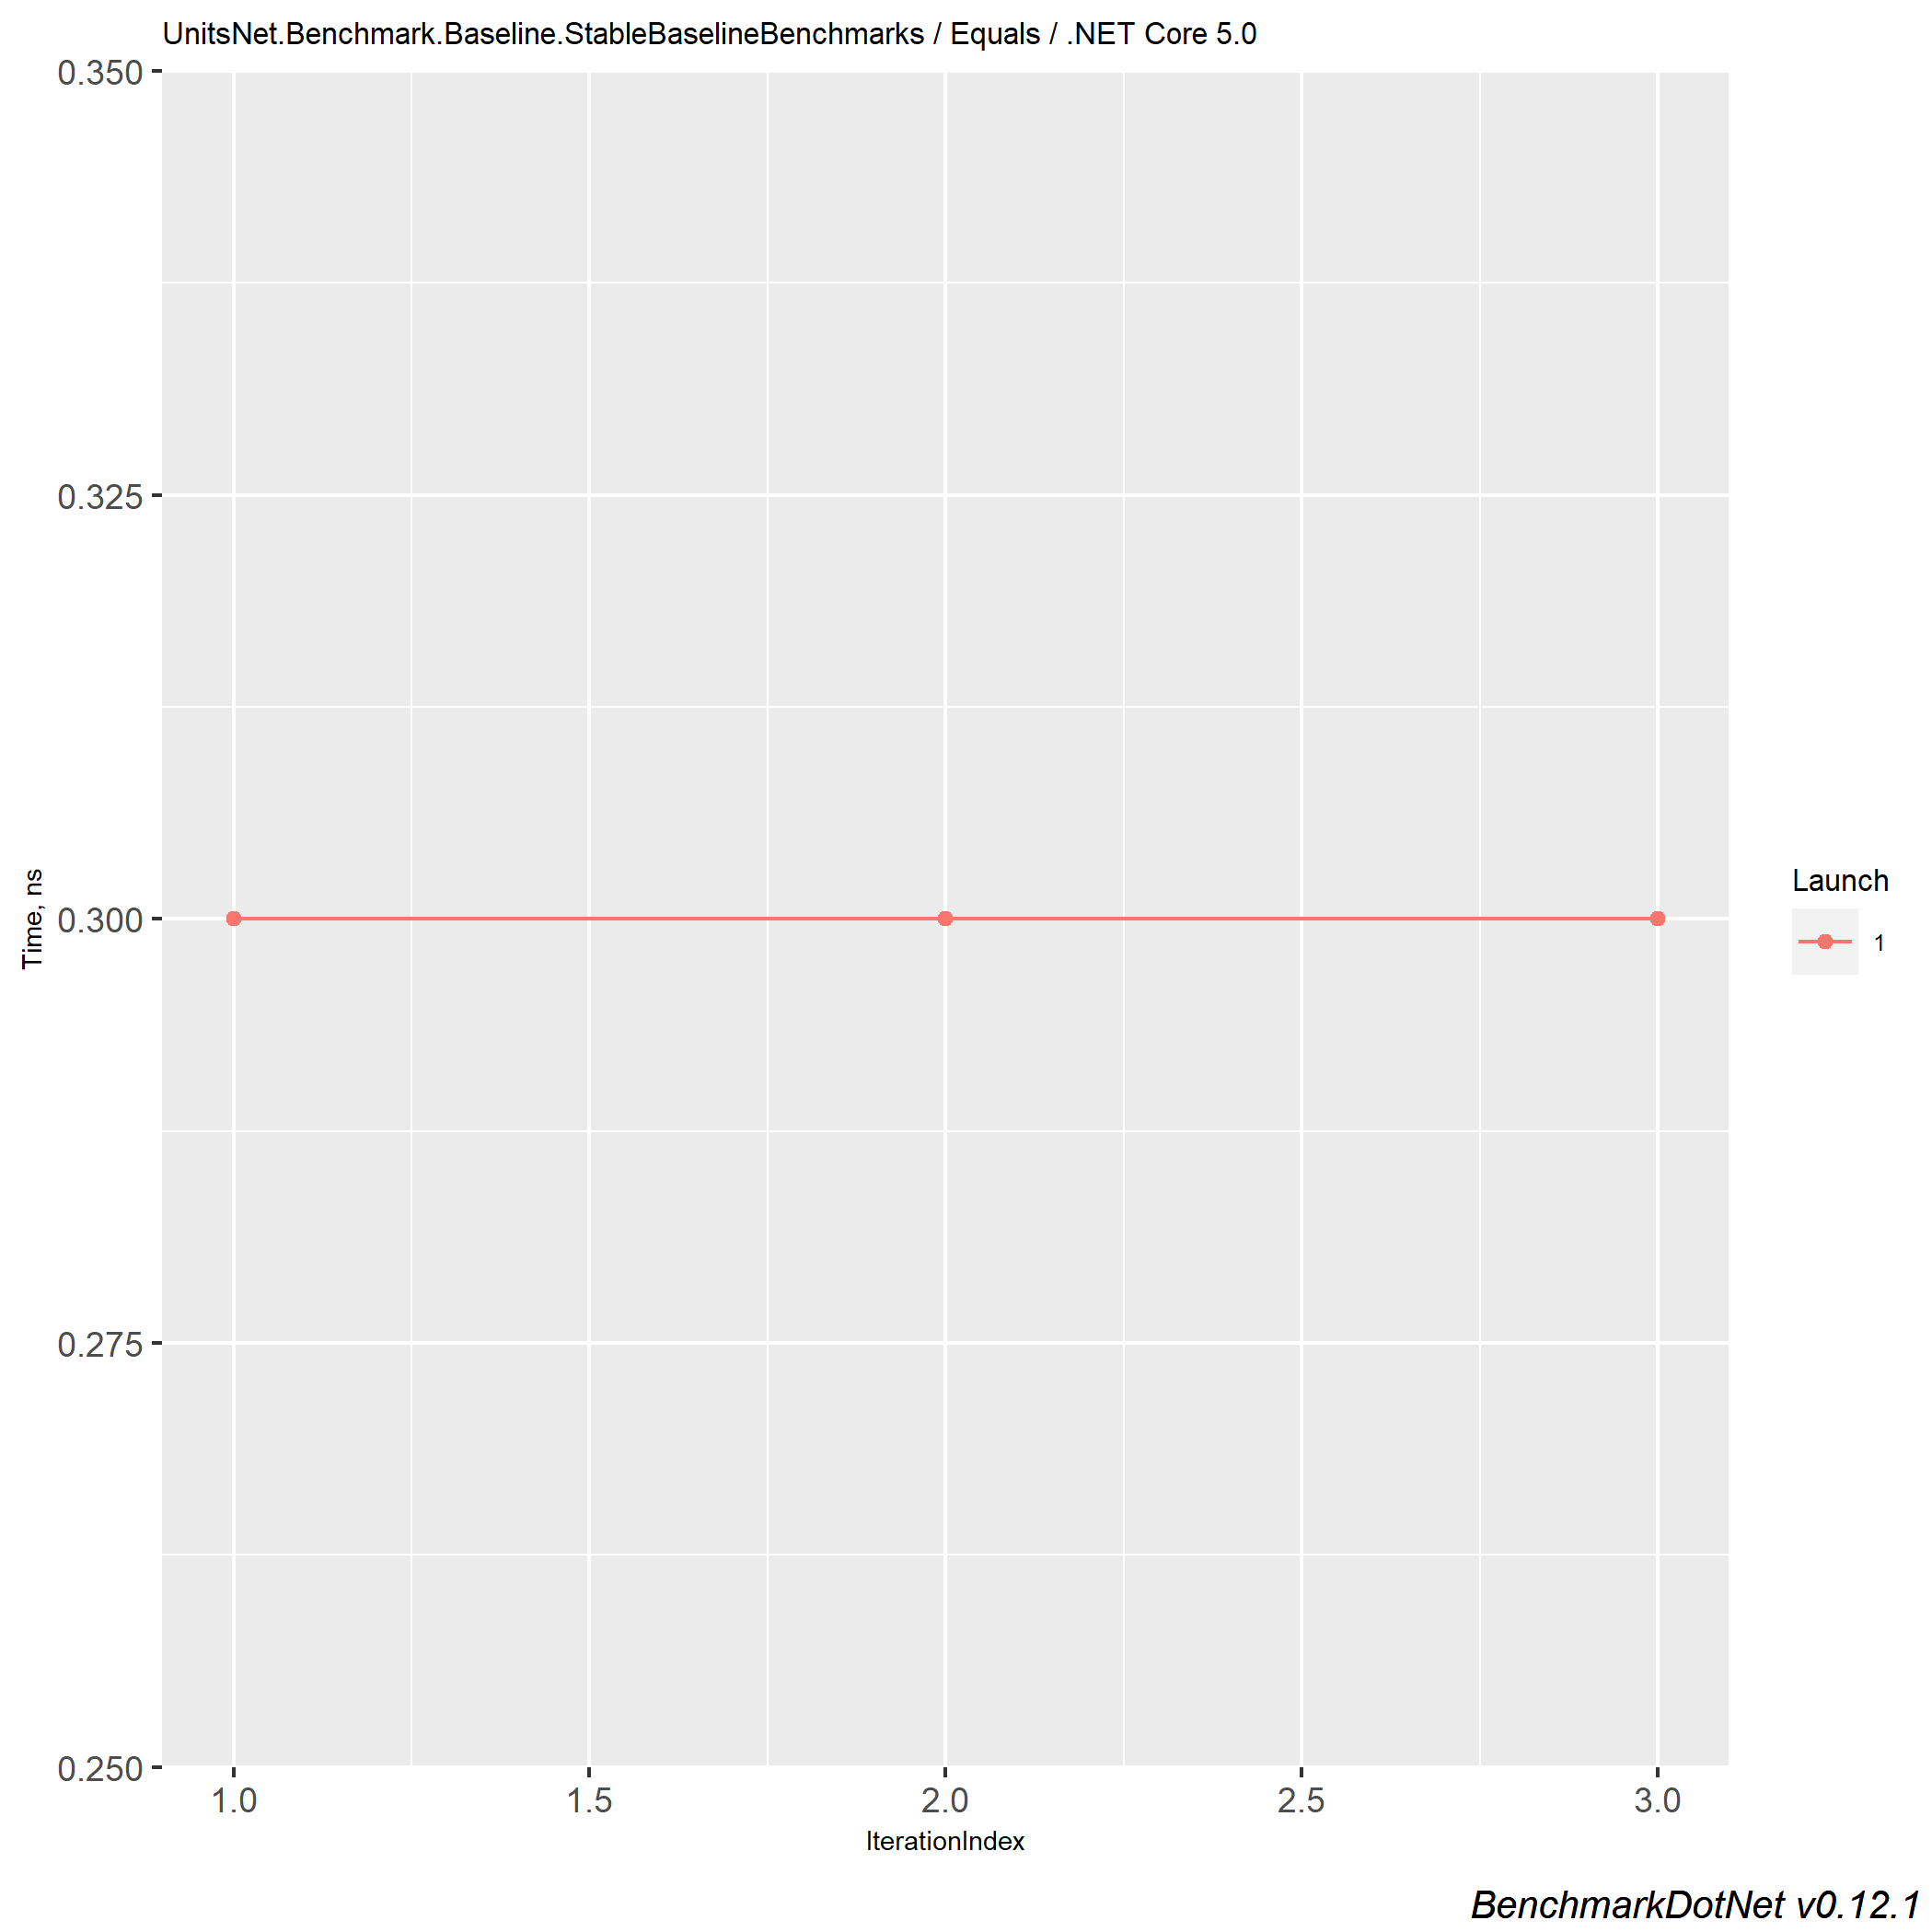 UnitsNet.Benchmark.Baseline.StableBaselineBenchmarks / Equals / .NET Core 5.0
0.350
0.325
0.300
0.275
0.250
Time, ns
1.0 1.5 2.0 2.5 3.0
IterationIndex
Launch
1
BenchmarkDotNet v0.12.1